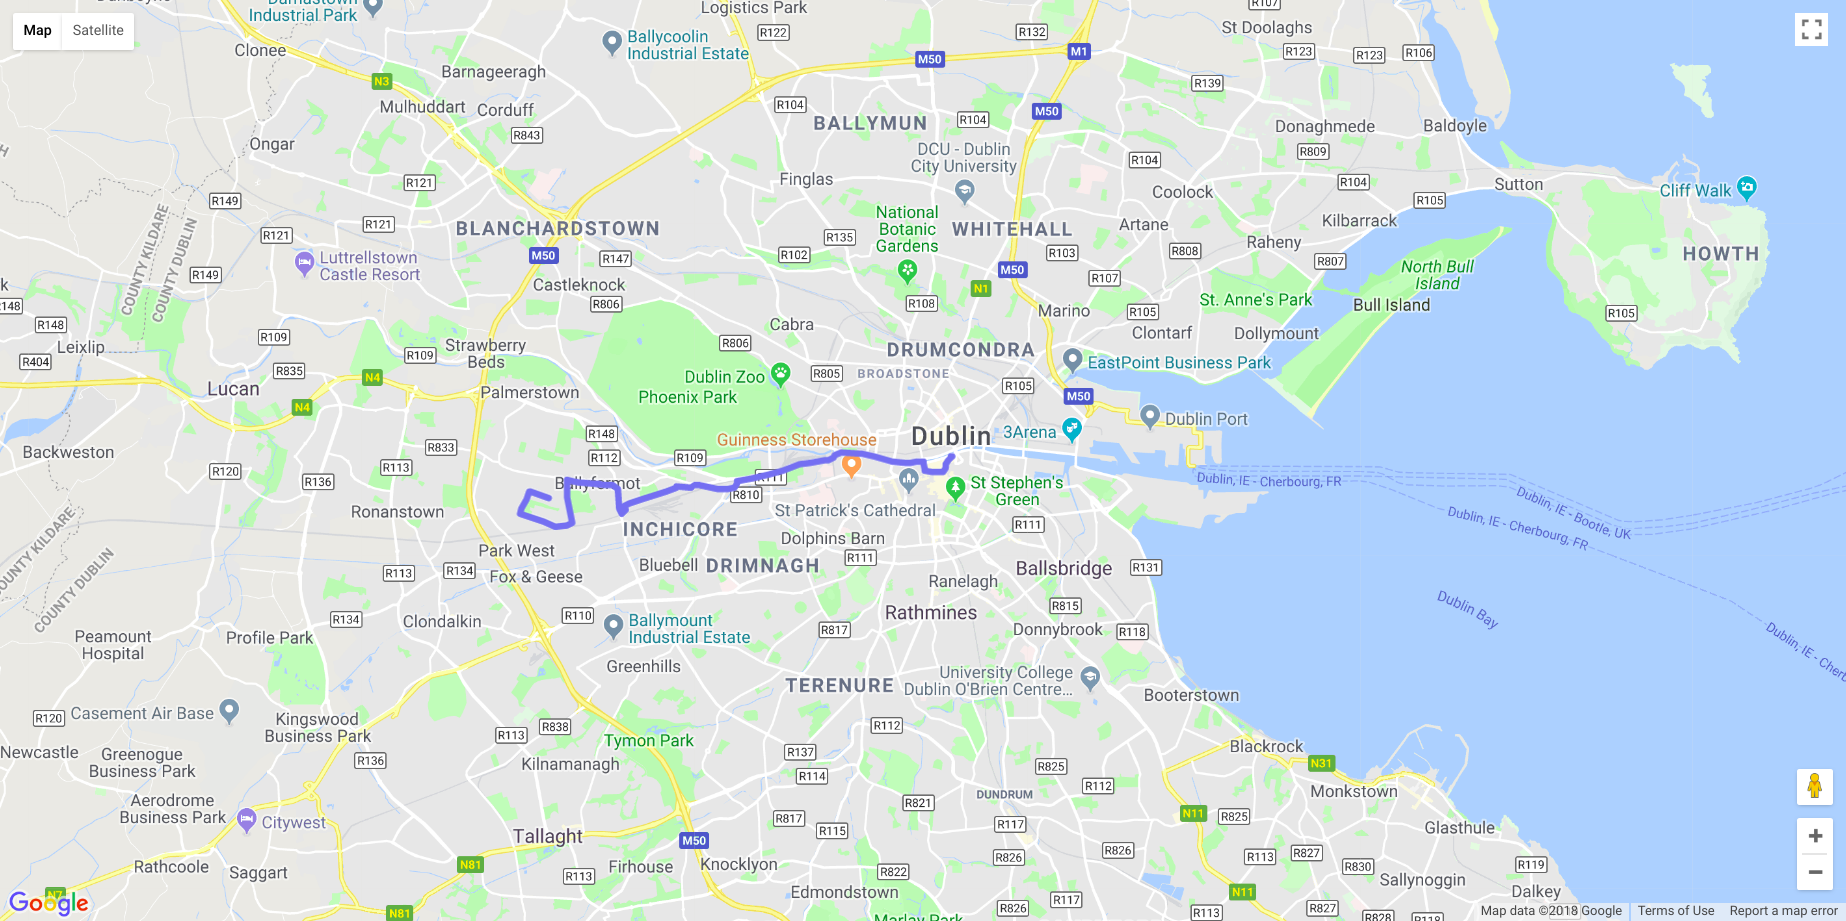 Map
Satellite
Damastown
Industrial Park
Clonee
Ballycoolin
Industrial Estate
Logistics Park
R122
R132
R107
St Doolaghs
R123
R123
R106
M1
M50
N3
Barnageeragh
Mulhuddart
Corduff
R843
R104
BALLYMUN
R104
M50
R139
Donaghmede
Baldoyle
R809
Ongar
DCU - Dublin
City University
R104
Finglas
Coolock
R104
Sutton
Cliff Walk
R121
R149
R105
COUNTY KILDARE
COUNTY DUBLIN
R121
R121
BLANCHARDSTOWN
M50
R147
R135
R102
National
Botanic
Gardens
WHITEHALL
Artane
Kilbarrack
R103
R808
Raheny
R807
HOWTH
Luttrellstown
Castle Resort
R149
Castleknock
R806
M50
R107
N1
R108
North Bull
Island
St. Anne's Park
Bull Island
R148
R148
Leixlip
R404
R109
R835
Cabra
R806
Marino
R105
Clontarf
Dollymount
R105
Strawberry
Beds
R109
DRUMCONDRA
BROADSTONE
EastPoint Business Park
Lucan
N4
N4
Palmerstown
Dublin Zoo
Phoenix Park
R805
R105
M50
Dublin Port
3Arena
Dublin
Guinness Storehouse
Backweston
R833
R148
R112
R109
R120
R113
R136
Ballyfermot
R111
R810
St Stephen's
Green
St Patrick's Cathedral
R111
Dublin, IE - Cherbourg, FR
Dublin, IE - Bootle, UK
Dublin, IE - Cherbourg, FR
Ronanstown
INCHICORE
Dolphins Barn
Park West
Bluebell
DRIMNAGH
R111
COUNTY KILDARE
COUNTY DUBLIN
R113
R134
Fox & Geese
Ranelagh
Ballsbridge
R131
Dublin Bay
R134
Clondalkin
R110
Ballymount
Industrial Estate
Rathmines
R815
Donnybrook
R118
R817
Peamount
Hospital
Profile Park
Greenhills
Dublin, IE - Cherb
TERENURE
University College
Dublin O'Brien Centre...
Booterstown
R120
Casement Air Base
Kingswood
Business Park
R113
R838
R112
Tymon Park
Newcastle
Greenogue
Business Park
R136
Kilnamanagh
R137
R114
R825
R112
Blackrock
N31
Monkstown
DUNDRUM
Aerodrome
Business Park
Citywest
R821
R817
R115
R117
N11
R825
Glasthule
Tallaght
M50
Knocklyon
R826
R826
R113
R827
R830
R119
Rathcoole
Saggart
N81
R113
Firhouse
R822
Edmondstown
R117
N11
Sallynoggin
Dalkey
N7
Google
N81
Marlay Park
R826
R113
R827
R828
R118
Map data ©2018 Google
Terms of Use
Report a map error